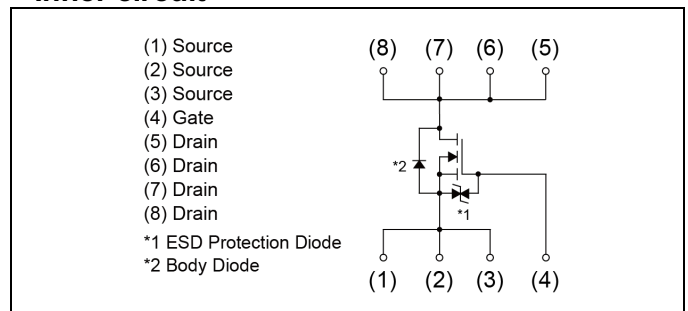 Inner circuit
(1) Source
(2) Source
(3) Source
(4) Gate
(5) Drain
(6) Drain
(7) Drain
(8) Drain
*1 ESD Protection Diode
*2 Body Diode
(8) (7) (6) (5)
*2
*1
(1) (2) (3) (4)